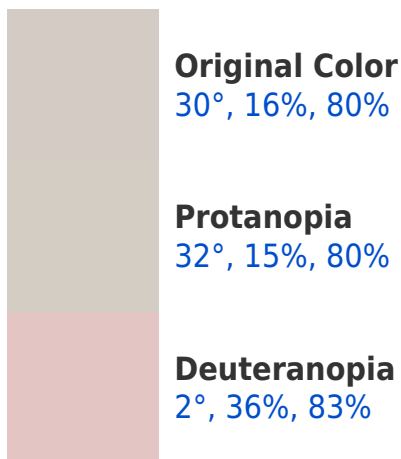 Original Color
30°, 16%, 80%
Protanopia
32°, 15%, 80%
Deuteranopia
2°, 36%, 83%